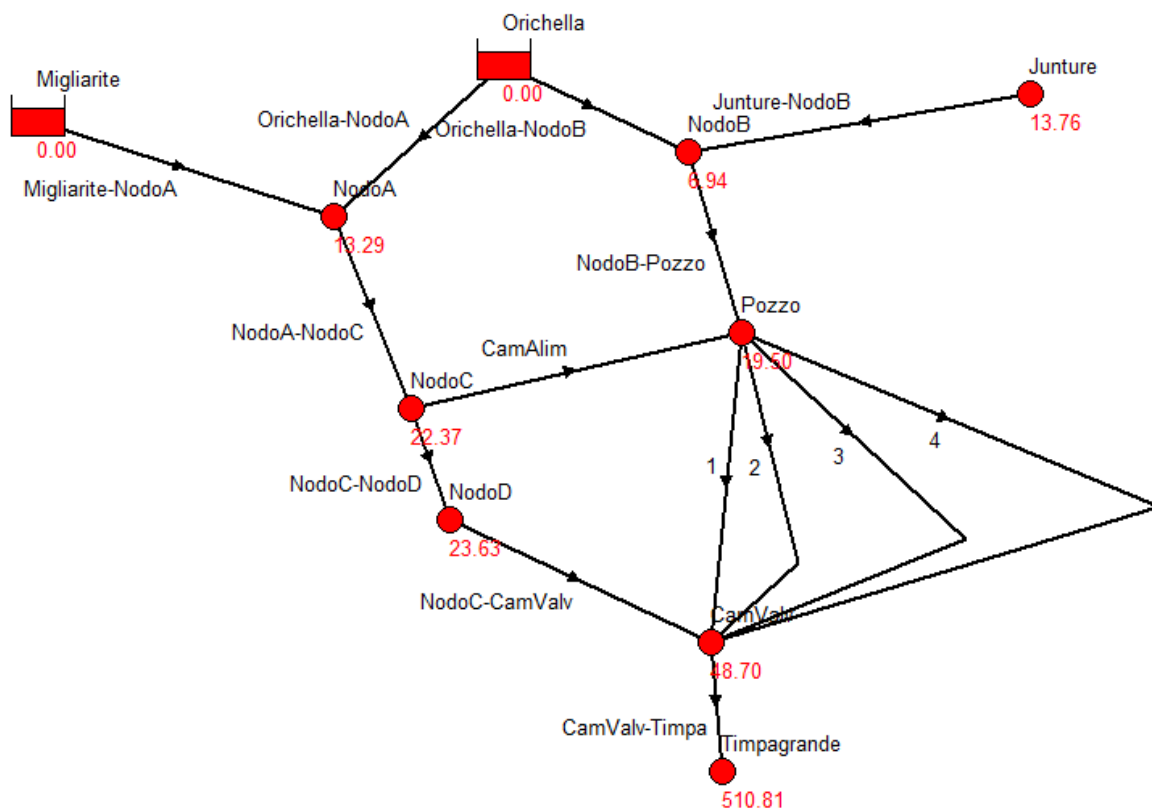 Orichella
0.00
Migliarite
0.00
Junture
13.76
Orichella-NodoA
Orichella-NodoB
Junture-NodoB
NodoB
6.94
Migliarite-NodoA
NodoA
13.29
NodoB-Pozzo
NodoA-NodoC
Pozzo
19.50
CamAlim
NodoC
22.37
1
2
3
4
NodoC-NodoD
NodoD
23.63
NodoC-CamValv
CamValv
48.70
CamValv-Timpa
Timpagrande
510.81